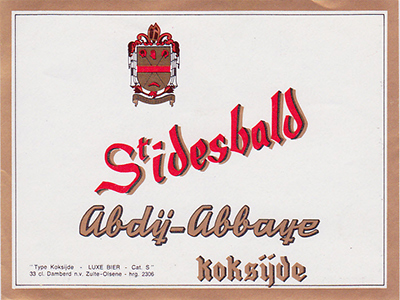 St idesbald
Abdij-Abbaye
Koksijde
"Type Koksijde - LUXE BIER - Cat. S"
33 cl. Damberd n.v. Zulte-Olsene - hrg. 2306